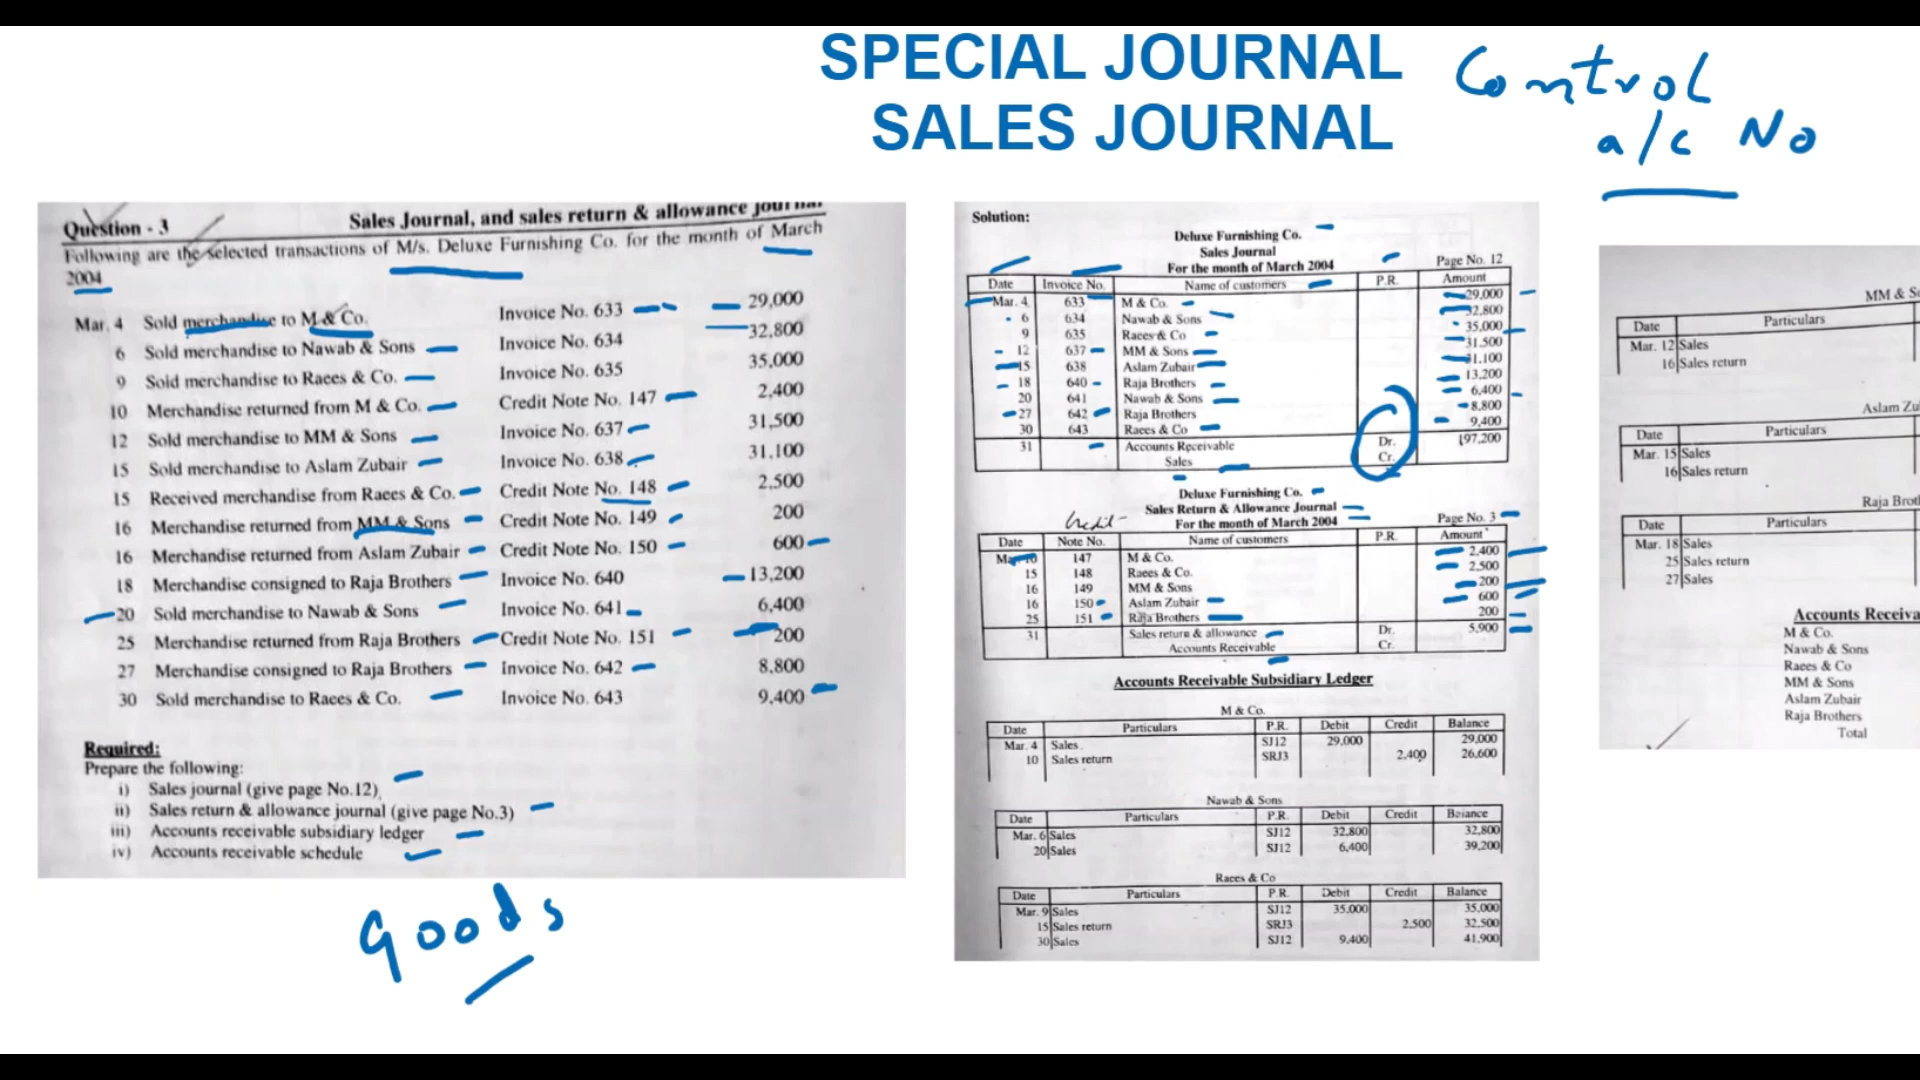 SPECIAL JOURNAL
SALES JOURNAL
Control
a/c No
Question - 3 Sales Journal, and sales return & allowance journal
Following are the selected transactions of M/s. Deluxe Furnishing Co. for the month of March
2004
Mar. 4 Sold merchandise to M & Co. Invoice No. 633 29,000
6 Sold merchandise to Nawab & Sons Invoice No. 634 32,800
9 Sold merchandise to Raees & Co. Invoice No. 635 35,000
10 Merchandise returned from M & Co. Credit Note No. 147 2,400
12 Sold merchandise to MM & Sons Invoice No. 637 31,500
15 Sold merchandise to Aslam Zubair Invoice No. 638 31,100
15 Received merchandise from Raees & Co. Credit Note No. 148 2,500
16 Merchandise returned from MM & Sons Credit Note No. 149 200
16 Merchandise returned from Aslam Zubair Credit Note No. 150 600
18 Merchandise consigned to Raja Brothers Invoice No. 640 13,200
20 Sold merchandise to Nawab & Sons Invoice No. 641 6,400
25 Merchandise returned from Raja Brothers Credit Note No. 151 200
27 Merchandise consigned to Raja Brothers Invoice No. 642 8,800
30 Sold merchandise to Raees & Co. Invoice No. 643 9,400
Required:
Prepare the following:
i) Sales journal (give page No.12)
ii) Sales return & allowance journal (give page No.3)
iii) Accounts receivable subsidiary ledger
iv) Accounts receivable schedule
goods
Solution:
Deluxe Furnishing Co.
Sales Journal
For the month of March 2004 Page No. 12
Date Invoice No. Name of customers P.R. Amount
Mar. 4 633 M & Co. 29,000
6 634 Nawab & Sons 32,800
9 635 Raees & Co 35,000
12 637 MM & Sons 31,500
15 638 Aslam Zubair 31,100
18 640 Raja Brothers 13,200
20 641 Nawab & Sons 6,400
27 642 Raja Brothers 8,800
30 643 Raees & Co 9,400
31 Accounts Receivable Dr. 197,200
Sales Cr.
Deluxe Furnishing Co.
Sales Return & Allowance Journal
Credit For the month of March 2004 Page No. 3
Date Note No. Name of customers P.R. Amount
Mar 10 147 M & Co. 2,400
15 148 Raees & Co. 2,500
16 149 MM & Sons 200
16 150 Aslam Zubair 600
25 151 Raja Brothers 200
31 Sales return & allowance Dr. 5,900
Accounts Receivable Cr.
Accounts Receivable Subsidiary Ledger
M & Co.
Date Particulars P.R. Debit Credit Balance
Mar. 4 Sales SJ12 29,000 29,000
10 Sales return SRJ3 2,400 26,600
Nawab & Sons
Date Particulars P.R. Debit Credit Balance
Mar. 6 Sales SJ12 32,800 32,800
20 Sales SJ12 6,400 39,200
Raees & Co
Date Particulars P.R. Debit Credit Balance
Mar. 9 Sales SJ12 35,000 35,000
15 Sales return SRJ3 2,500 32,500
30 Sales SJ12 9,400 41,900
MM & S
Date Particulars
Mar. 12 Sales
16 Sales return
Aslam Zu
Date Particulars
Mar. 15 Sales
16 Sales return
Raja Brot
Date Particulars
Mar. 18 Sales
25 Sales return
27 Sales
Accounts Receiva
M & Co.
Nawab & Sons
Raees & Co
MM & Sons
Aslam Zubair
Raja Brothers
Total